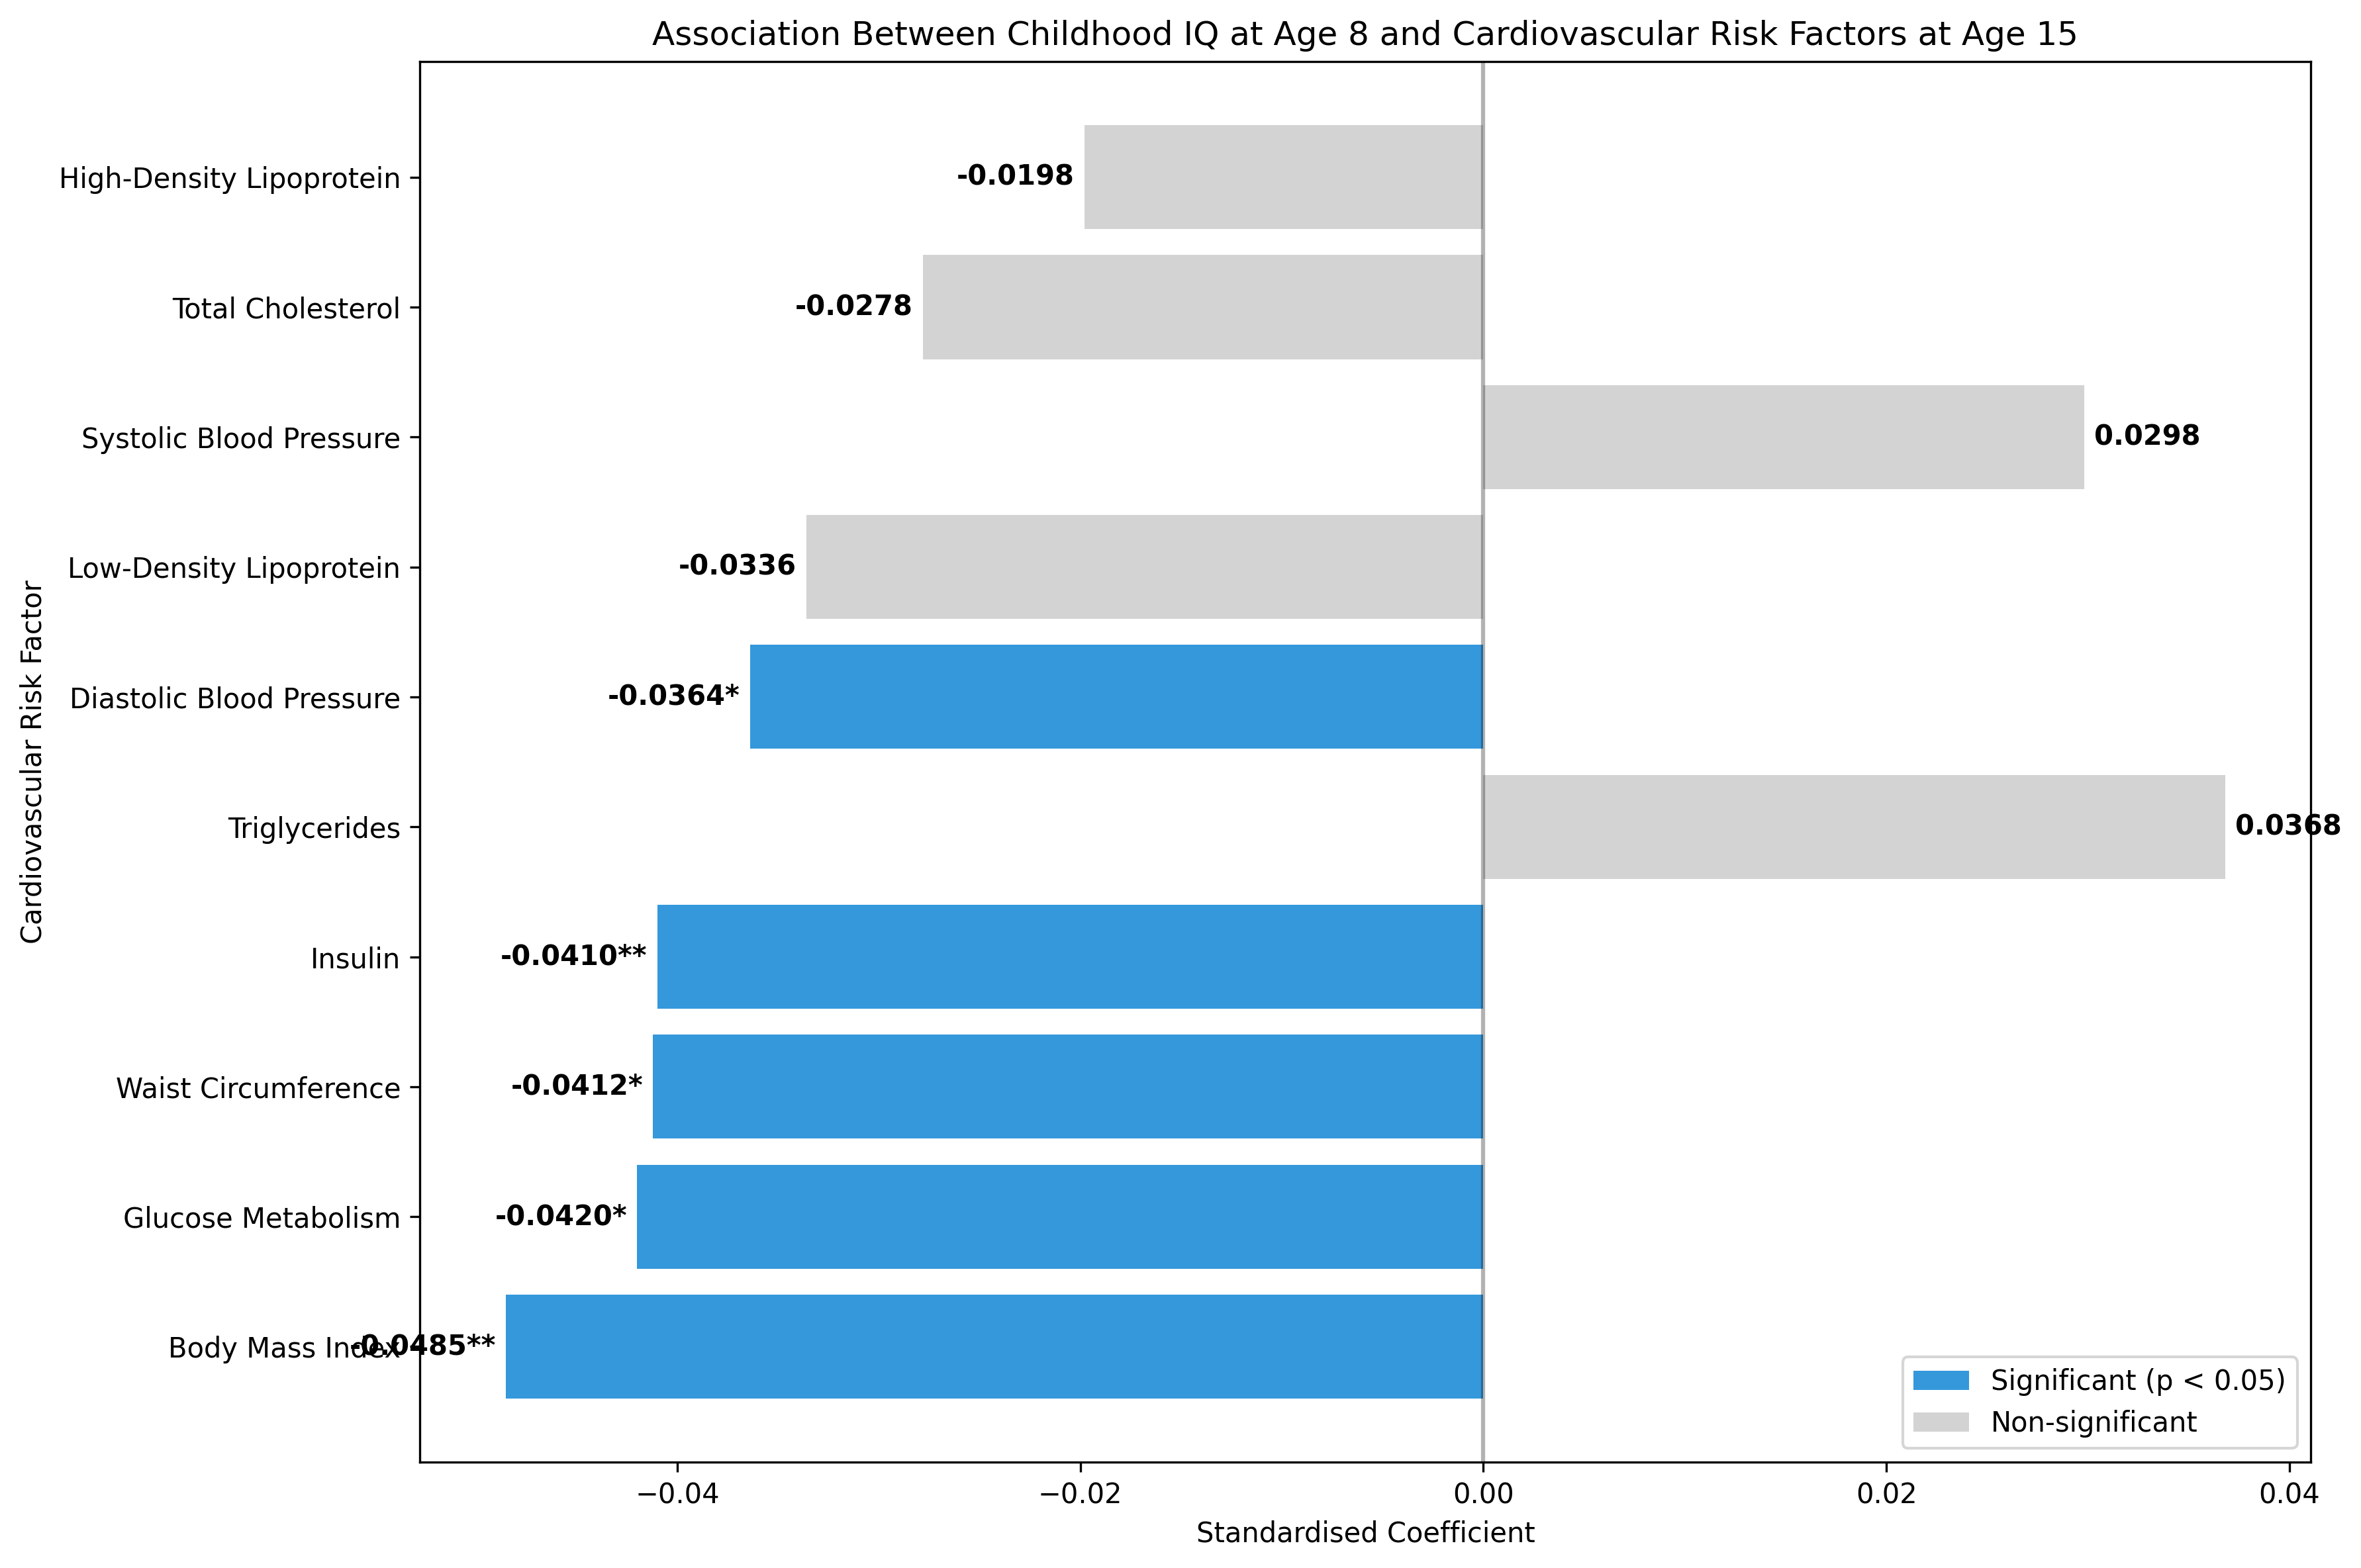 Association Between Childhood IQ at Age 8 and Cardiovascular Risk Factors at Age 15
Cardiovascular Risk Factor
High-Density Lipoprotein
-0.0198
Total Cholesterol
-0.0278
Systolic Blood Pressure
0.0298
Low-Density Lipoprotein
-0.0336
Diastolic Blood Pressure
-0.0364*
Triglycerides
0.0368
Insulin
-0.0410**
Waist Circumference
-0.0412*
Glucose Metabolism
-0.0420*
Body Mass Index
-0.0485**
Significant (p < 0.05)
Non-significant
−0.04
−0.02
0.00
0.02
0.04
Standardised Coefficient